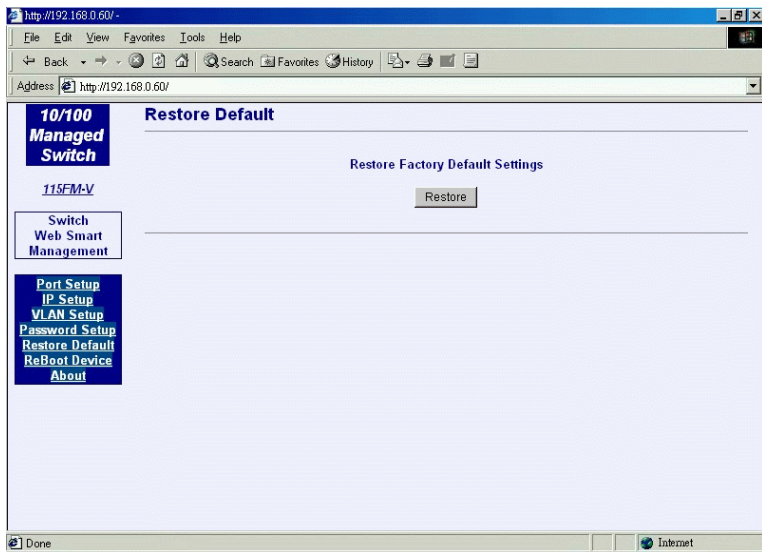 http://192.168.0.60/ -
File Edit View Favorites Tools Help
Back Search Favorites History
Address http://192.168.0.60/
10/100
Managed
Switch
115FM-V
Switch
Web Smart
Management
Port Setup
IP Setup
VLAN Setup
Password Setup
Restore Default
ReBoot Device
About
Restore Default
Restore Factory Default Settings
Restore
Done Internet